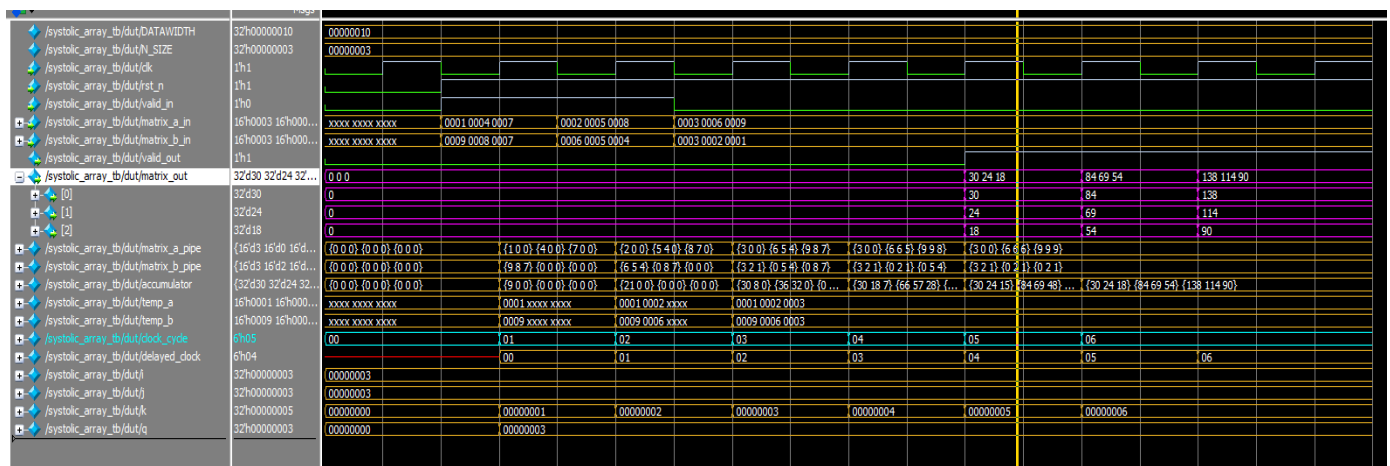 Msgs
/systolic_array_tb/dut/DATAWIDTH 32'h00000010 00000010
/systolic_array_tb/dut/N_SIZE 32'h00000003 00000003
/systolic_array_tb/dut/clk 1'h1
/systolic_array_tb/dut/rst_n 1'h1
/systolic_array_tb/dut/valid_in 1'h0
/systolic_array_tb/dut/matrix_a_in 16'h0003 16'h000... xxxx xxxx xxxx 0001 0004 0007 0002 0005 0008 0003 0006 0009
/systolic_array_tb/dut/matrix_b_in 16'h0003 16'h000... xxxx xxxx xxxx 0009 0008 0007 0006 0005 0004 0003 0002 0001
/systolic_array_tb/dut/valid_out 1'h1
/systolic_array_tb/dut/matrix_out 32'd30 32'd24 32'... 0 0 0 30 24 18 84 69 54 138 114 90
[0] 32'd30 0 30 84 138
[1] 32'd24 0 24 69 114
[2] 32'd18 0 18 54 90
/systolic_array_tb/dut/matrix_a_pipe {16'd3 16'd0 16'd... {0 0 0} {0 0 0} {0 0 0} {1 0 0} {4 0 0} {7 0 0} {2 0 0} {5 4 0} {8 7 0} {3 0 0} {6 5 4} {9 8 7} {3 0 0} {6 6 5} {9 9 8} {3 0 0} {6 6 6} {9 9 9}
/systolic_array_tb/dut/matrix_b_pipe {16'd3 16'd2 16'd... {0 0 0} {0 0 0} {0 0 0} {9 8 7} {0 0 0} {0 0 0} {6 5 4} {0 8 7} {0 0 0} {3 2 1} {0 5 4} {0 8 7} {3 2 1} {0 2 1} {0 5 4} {3 2 1} {0 2 1} {0 2 1}
/systolic_array_tb/dut/accumulator {32'd30 32'd24 32... {0 0 0} {0 0 0} {0 0 0} {9 0 0} {0 0 0} {0 0 0} {21 0 0} {0 0 0} {0 0 0} {30 8 0} {36 32 0} {0 ... {30 18 7} {66 57 28} {... {30 24 15} {84 69 48} ... {30 24 18} {84 69 54} {138 114 90}
/systolic_array_tb/dut/temp_a 16'h0001 16'h000... xxxx xxxx xxxx 0001 xxxx xxxx 0001 0002 xxxx 0001 0002 0003
/systolic_array_tb/dut/temp_b 16'h0009 16'h000... xxxx xxxx xxxx 0009 xxxx xxxx 0009 0006 xxxx 0009 0006 0003
/systolic_array_tb/dut/clock_cycle 6'h05 00 01 02 03 04 05 06
/systolic_array_tb/dut/delayed_clock 6'h04 00 01 02 03 04 05 06
/systolic_array_tb/dut/i 32'h00000003 00000003
/systolic_array_tb/dut/j 32'h00000003 00000003
/systolic_array_tb/dut/k 32'h00000005 00000000 00000001 00000002 00000003 00000004 00000005 00000006
/systolic_array_tb/dut/q 32'h00000003 00000000 00000003